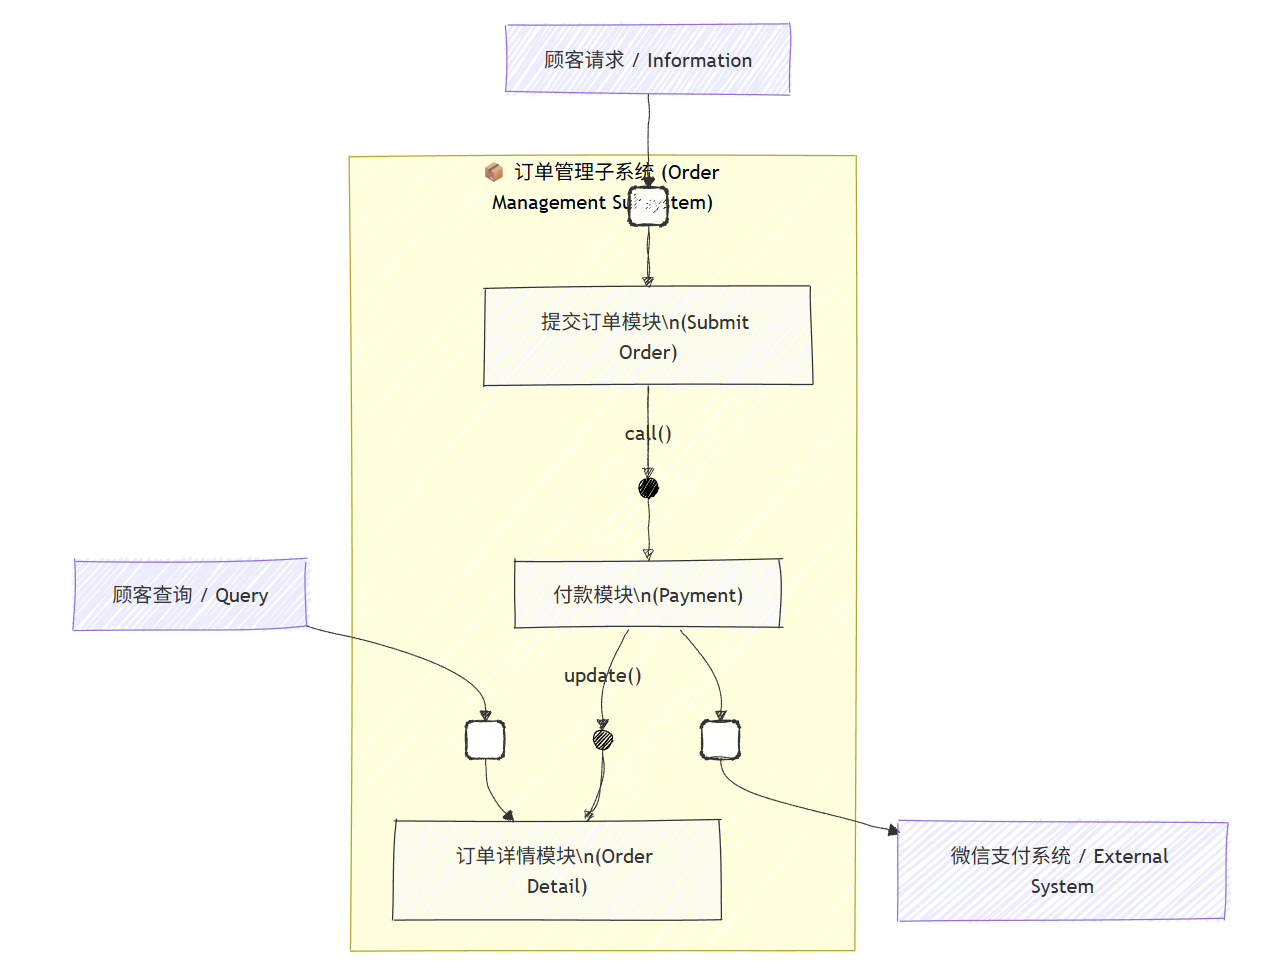 顾客请求 / Information
📦 订单管理子系统 (Order
Management Subsystem)
提交订单模块\n(Submit
Order)
call()
顾客查询 / Query
付款模块\n(Payment)
update()
订单详情模块\n(Order
Detail)
微信支付系统 / External
System